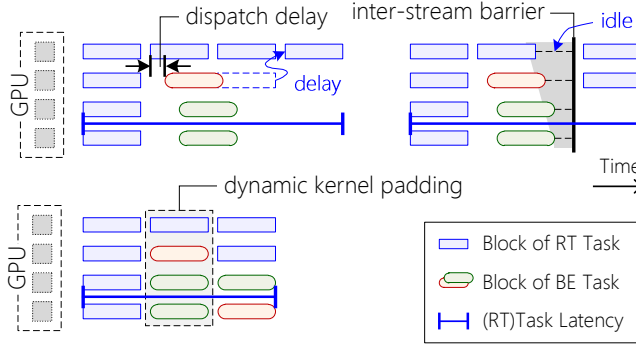 dispatch delay
inter-stream barrier
idle
GPU
delay
Time
dynamic kernel padding
GPU
Block of RT Task
Block of BE Task
(RT)Task Latency